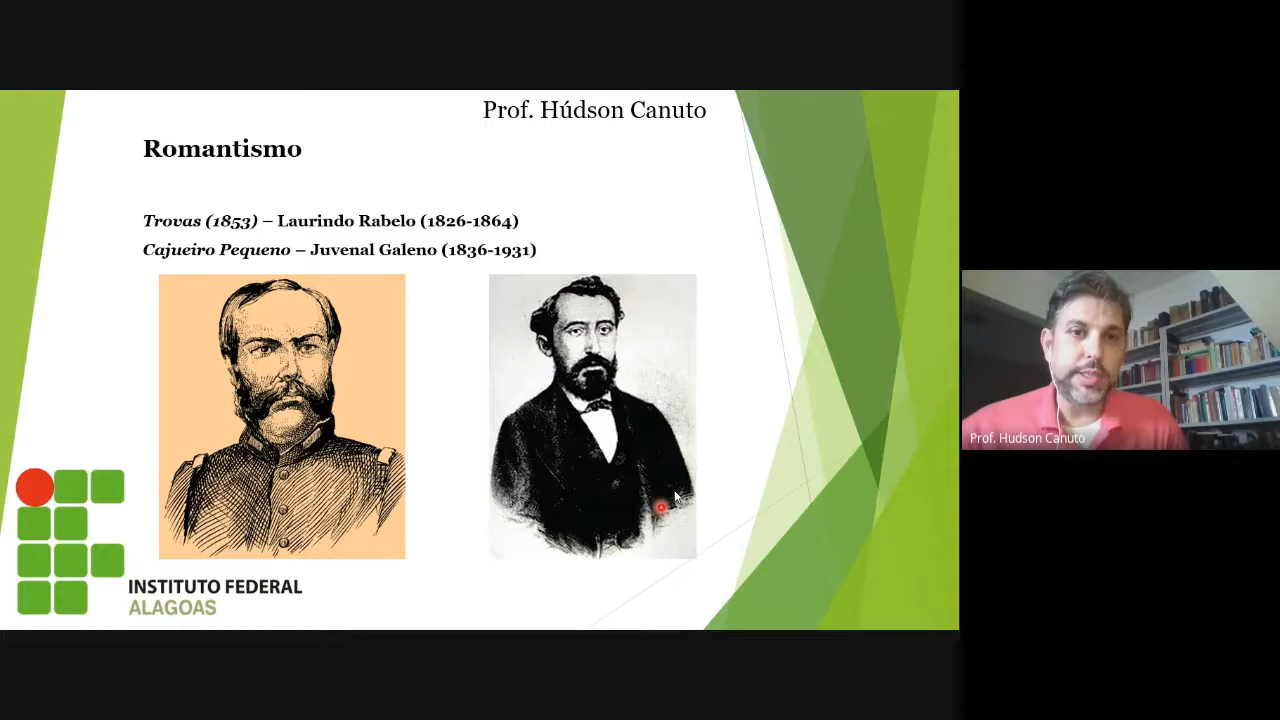 Prof. Húdson Canuto
Romantismo
Trovas (1853) – Laurindo Rabelo (1826-1864)
Cajueiro Pequeno – Juvenal Galeno (1836-1931)
INSTITUTO FEDERAL
ALAGOAS
Prof. Hudson Canuto